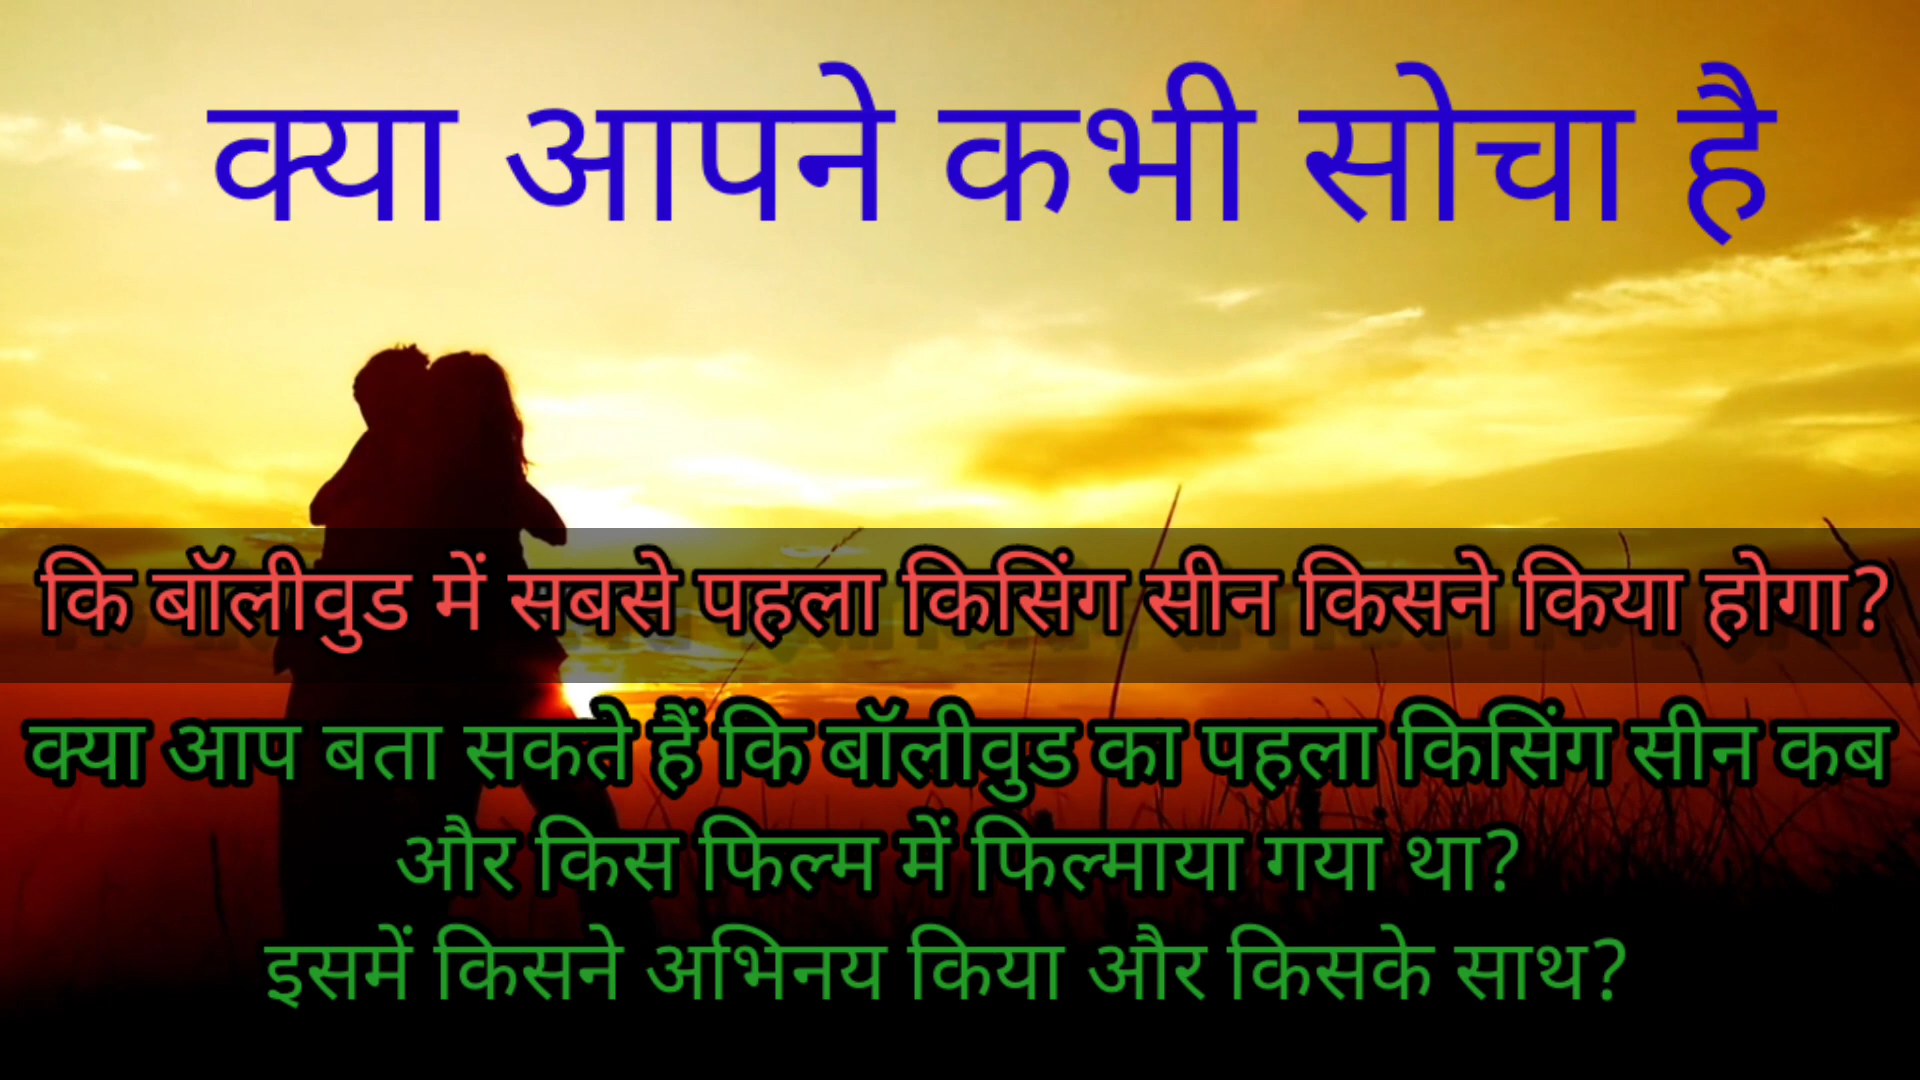 क्या आपने कभी सोचा है
कि बॉलीवुड में सबसे पहला किसिंग सीन किसने किया होगा?
क्या आप बता सकते हैं कि बॉलीवुड का पहला किसिंग सीन कब
और किस फिल्म में फिल्माया गया था?
इसमें किसने अभिनय किया और किसके साथ?